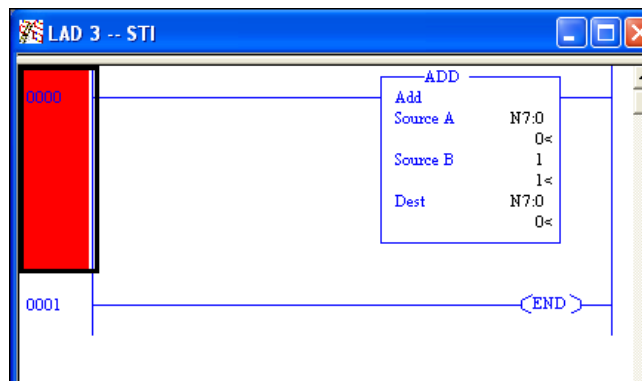 LAD 3 -- STI
0000
ADD
Add
Source A N7:0
0<
Source B 1
1<
Dest N7:0
0<
0001
END